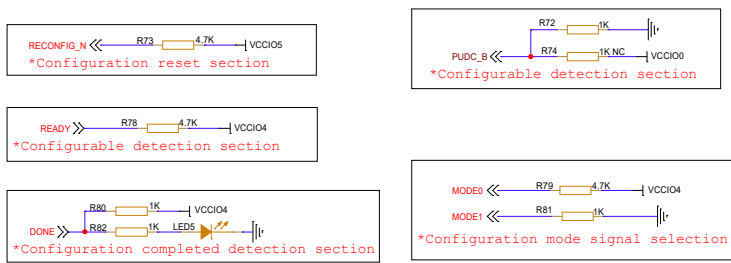 RECONFIG_N R73 4.7K VCCIO5
*Configuration reset section
R72 1K
PUDC_B R74 1K NC VCCIO0
*Configurable detection section
READY R78 4.7K VCCIO4
*Configurable detection section
R80 1K VCCIO4
DONE R82 1K LED5
*Configuration completed detection section
MODE0 R79 4.7K VCCIO4
MODE1 R81 1K
*Configuration mode signal selection